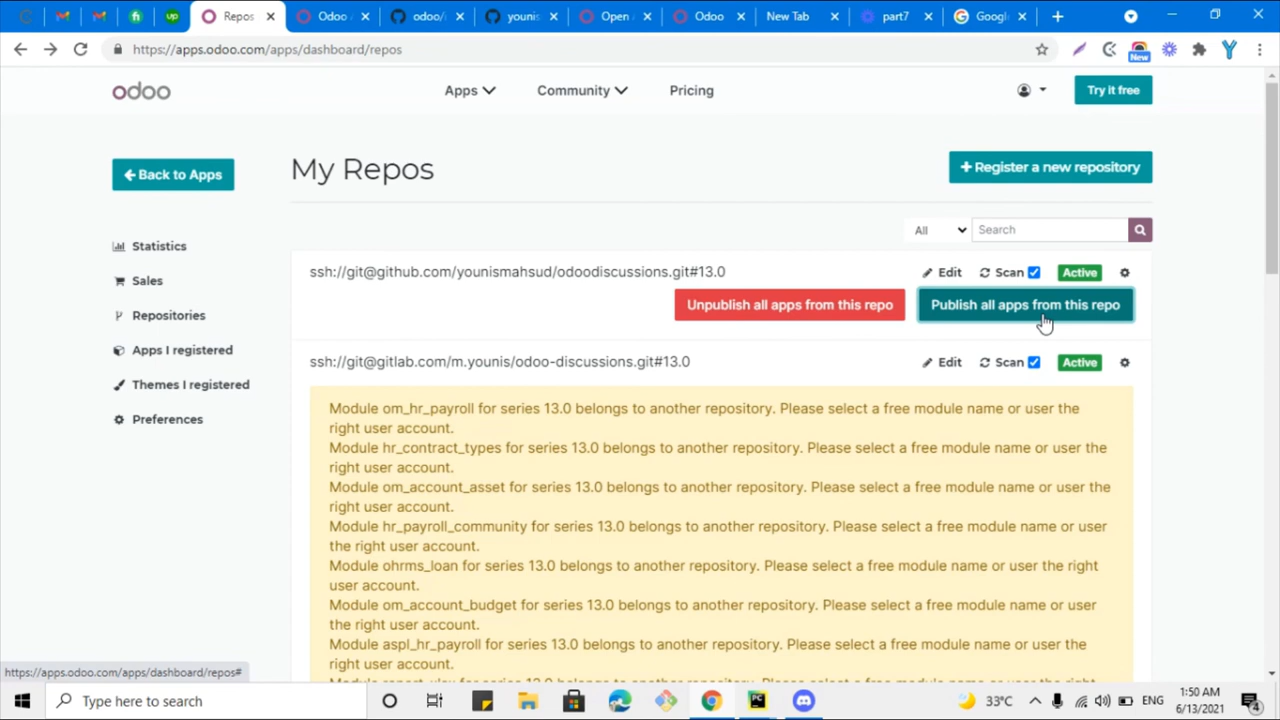 Repos
Odoo
odoo/
younis
Open
Odoo
New Tab
part7
Googl
https://apps.odoo.com/apps/dashboard/repos
New
odoo
Apps
Community
Pricing
Try it free
Back to Apps
My Repos
+ Register a new repository
Statistics
Sales
Repositories
Apps I registered
Themes I registered
Preferences
All
Search
ssh://git@github.com/younismahsud/odoodiscussions.git#13.0
Edit
Scan
Active
Unpublish all apps from this repo
Publish all apps from this repo
ssh://git@gitlab.com/m.younis/odoo-discussions.git#13.0
Edit
Scan
Active
Module om_hr_payroll for series 13.0 belongs to another repository. Please select a free module name or user the
right user account.
Module hr_contract_types for series 13.0 belongs to another repository. Please select a free module name or user the
right user account.
Module om_account_asset for series 13.0 belongs to another repository. Please select a free module name or user the
right user account.
Module hr_payroll_community for series 13.0 belongs to another repository. Please select a free module name or user
the right user account.
Module ohrms_loan for series 13.0 belongs to another repository. Please select a free module name or user the right
user account.
Module om_account_budget for series 13.0 belongs to another repository. Please select a free module name or user
the right user account.
Module aspl_hr_payroll for series 13.0 belongs to another repository. Please select a free module name or user the
right user account.
https://apps.odoo.com/apps/dashboard/repos#
Type here to search
33°C
ENG
1:50 AM
6/13/2021
4